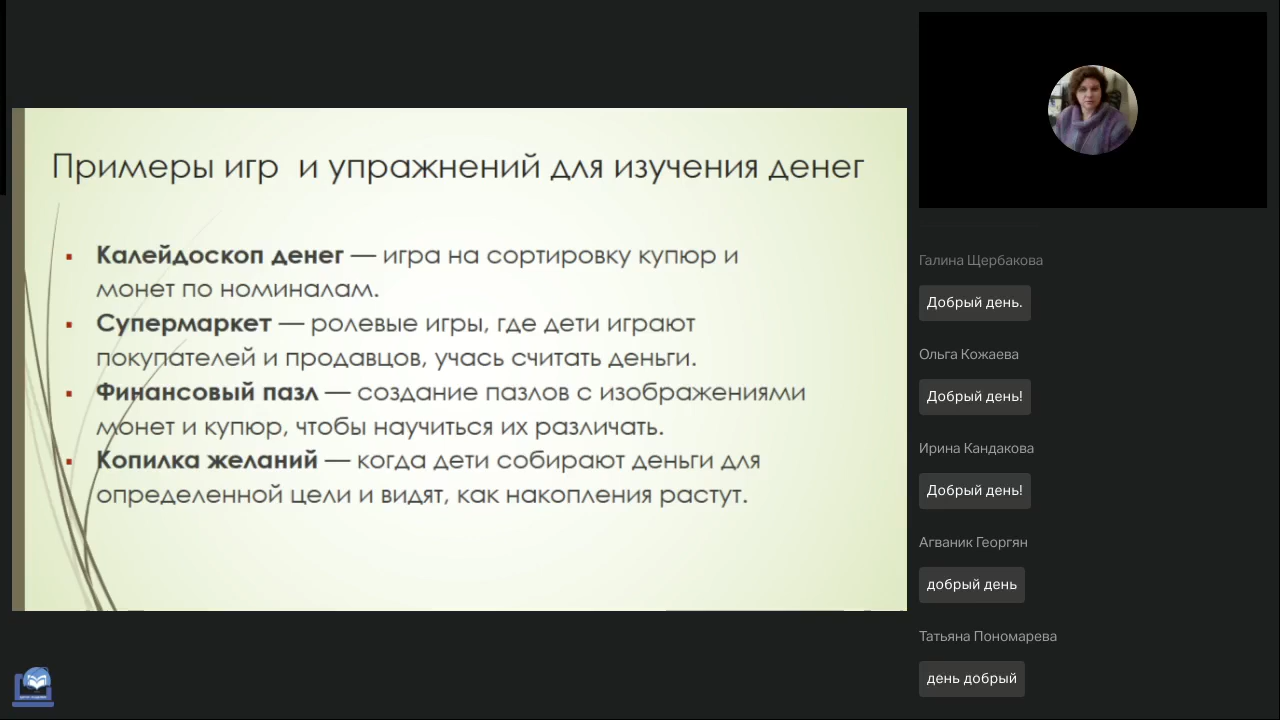 Примеры игр и упражнений для изучения денег
Калейдоскоп денег — игра на сортировку купюр и
монет по номиналам.
Супермаркет — ролевые игры, где дети играют
покупателей и продавцов, учась считать деньги.
Финансовый пазл — создание пазлов с изображениями
монет и купюр, чтобы научиться их различать.
Копилка желаний — когда дети собирают деньги для
определенной цели и видят, как накопления растут.
Галина Щербакова
Добрый день.
Ольга Кожаева
Добрый день!
Ирина Кандакова
Добрый день!
Агваник Георгян
добрый день
Татьяна Пономарева
день добрый